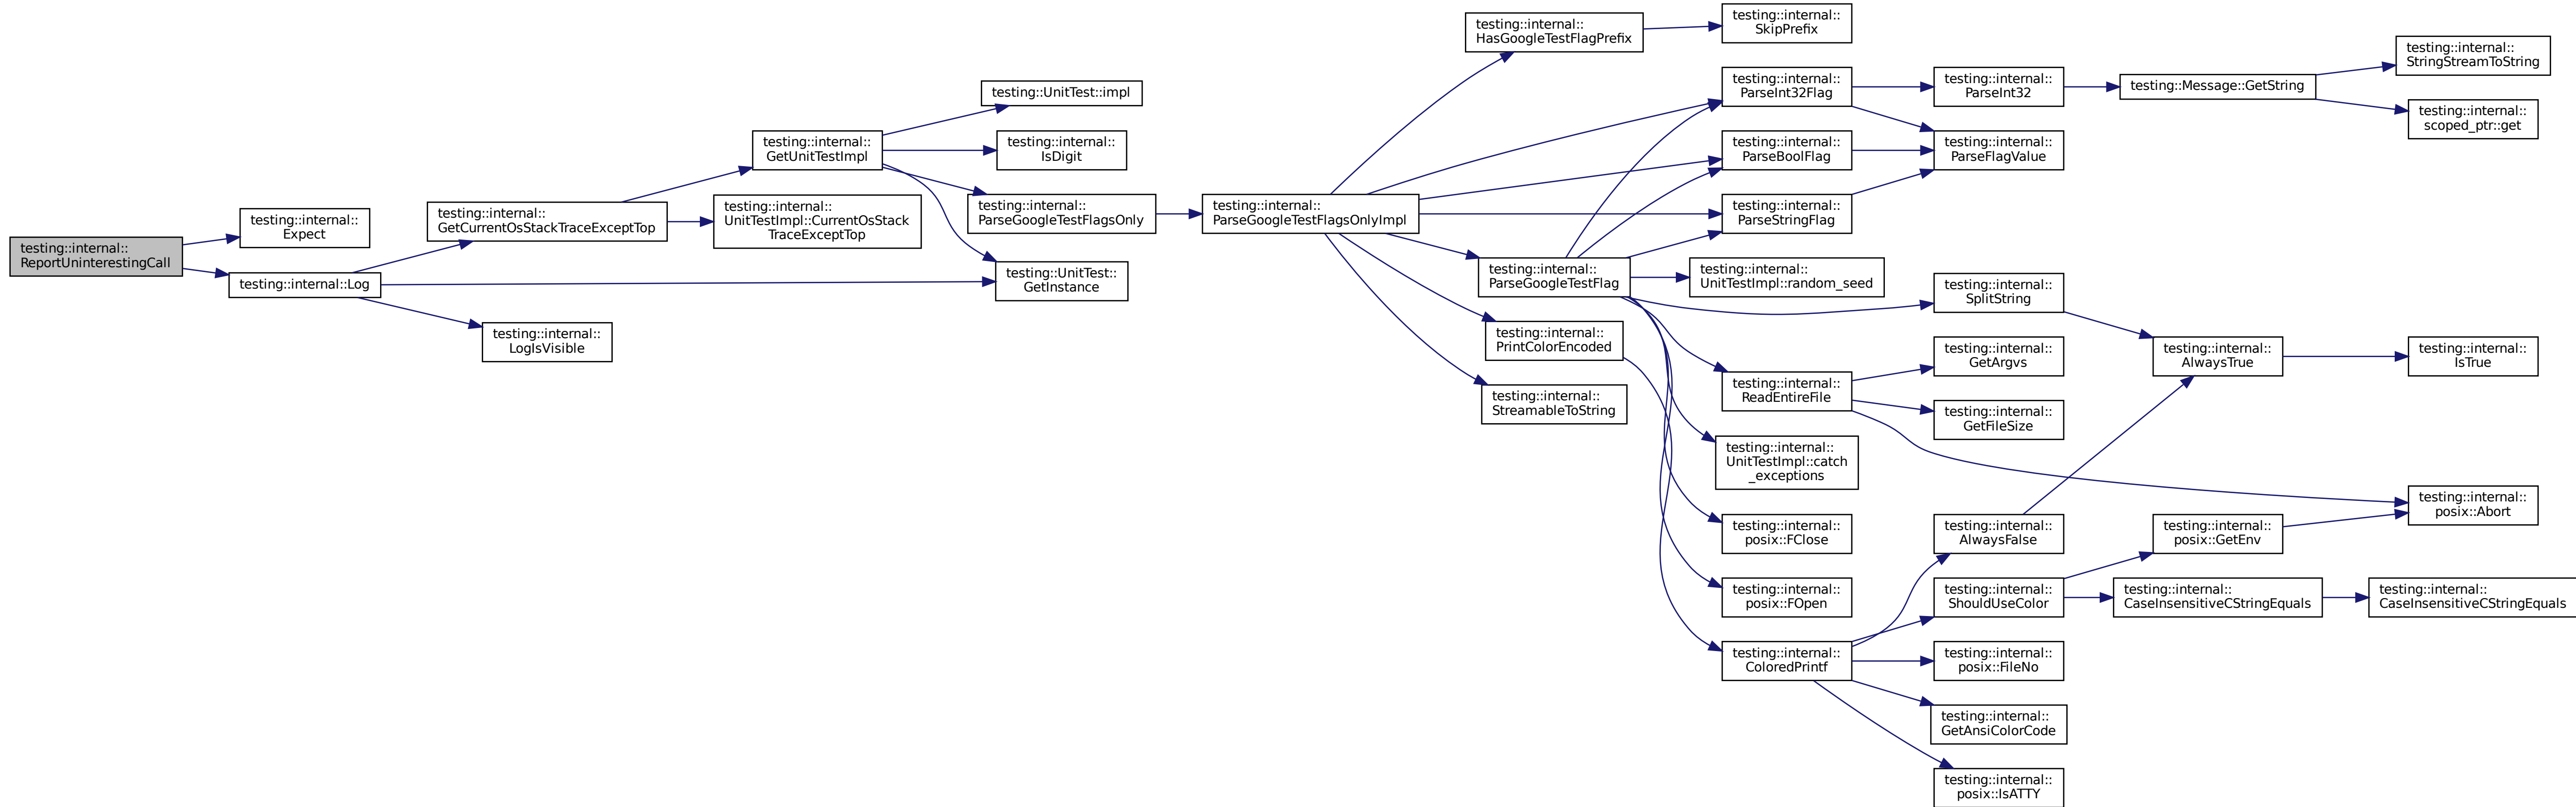 testing::internal::
ReportUninterestingCall
testing::internal::
Expect
testing::internal::Log
testing::internal::
GetCurrentOsStackTraceExceptTop
testing::internal::
LogIsVisible
testing::internal::
GetUnitTestImpl
testing::internal::
UnitTestImpl::CurrentOsStack
TraceExceptTop
testing::UnitTest::impl
testing::internal::
IsDigit
testing::internal::
ParseGoogleTestFlagsOnly
testing::UnitTest::
GetInstance
testing::internal::
ParseGoogleTestFlagsOnlyImpl
testing::internal::
HasGoogleTestFlagPrefix
testing::internal::
ParseGoogleTestFlag
testing::internal::
PrintColorEncoded
testing::internal::
StreamableToString
testing::internal::
SkipPrefix
testing::internal::
ParseInt32Flag
testing::internal::
ParseBoolFlag
testing::internal::
ParseStringFlag
testing::internal::
UnitTestImpl::random_seed
testing::internal::
ReadEntireFile
testing::internal::
UnitTestImpl::catch
_exceptions
testing::internal::
posix::FClose
testing::internal::
posix::FOpen
testing::internal::
ColoredPrintf
testing::internal::
ParseInt32
testing::internal::
ParseFlagValue
testing::internal::
SplitString
testing::internal::
GetArgvs
testing::internal::
GetFileSize
testing::internal::
AlwaysFalse
testing::internal::
ShouldUseColor
testing::internal::
posix::FileNo
testing::internal::
GetAnsiColorCode
testing::internal::
posix::IsATTY
testing::Message::GetString
testing::internal::
AlwaysTrue
testing::internal::
posix::GetEnv
testing::internal::
CaseInsensitiveCStringEquals
testing::internal::
StringStreamToString
testing::internal::
scoped_ptr::get
testing::internal::
IsTrue
testing::internal::
posix::Abort
testing::internal::
CaseInsensitiveCStringEquals